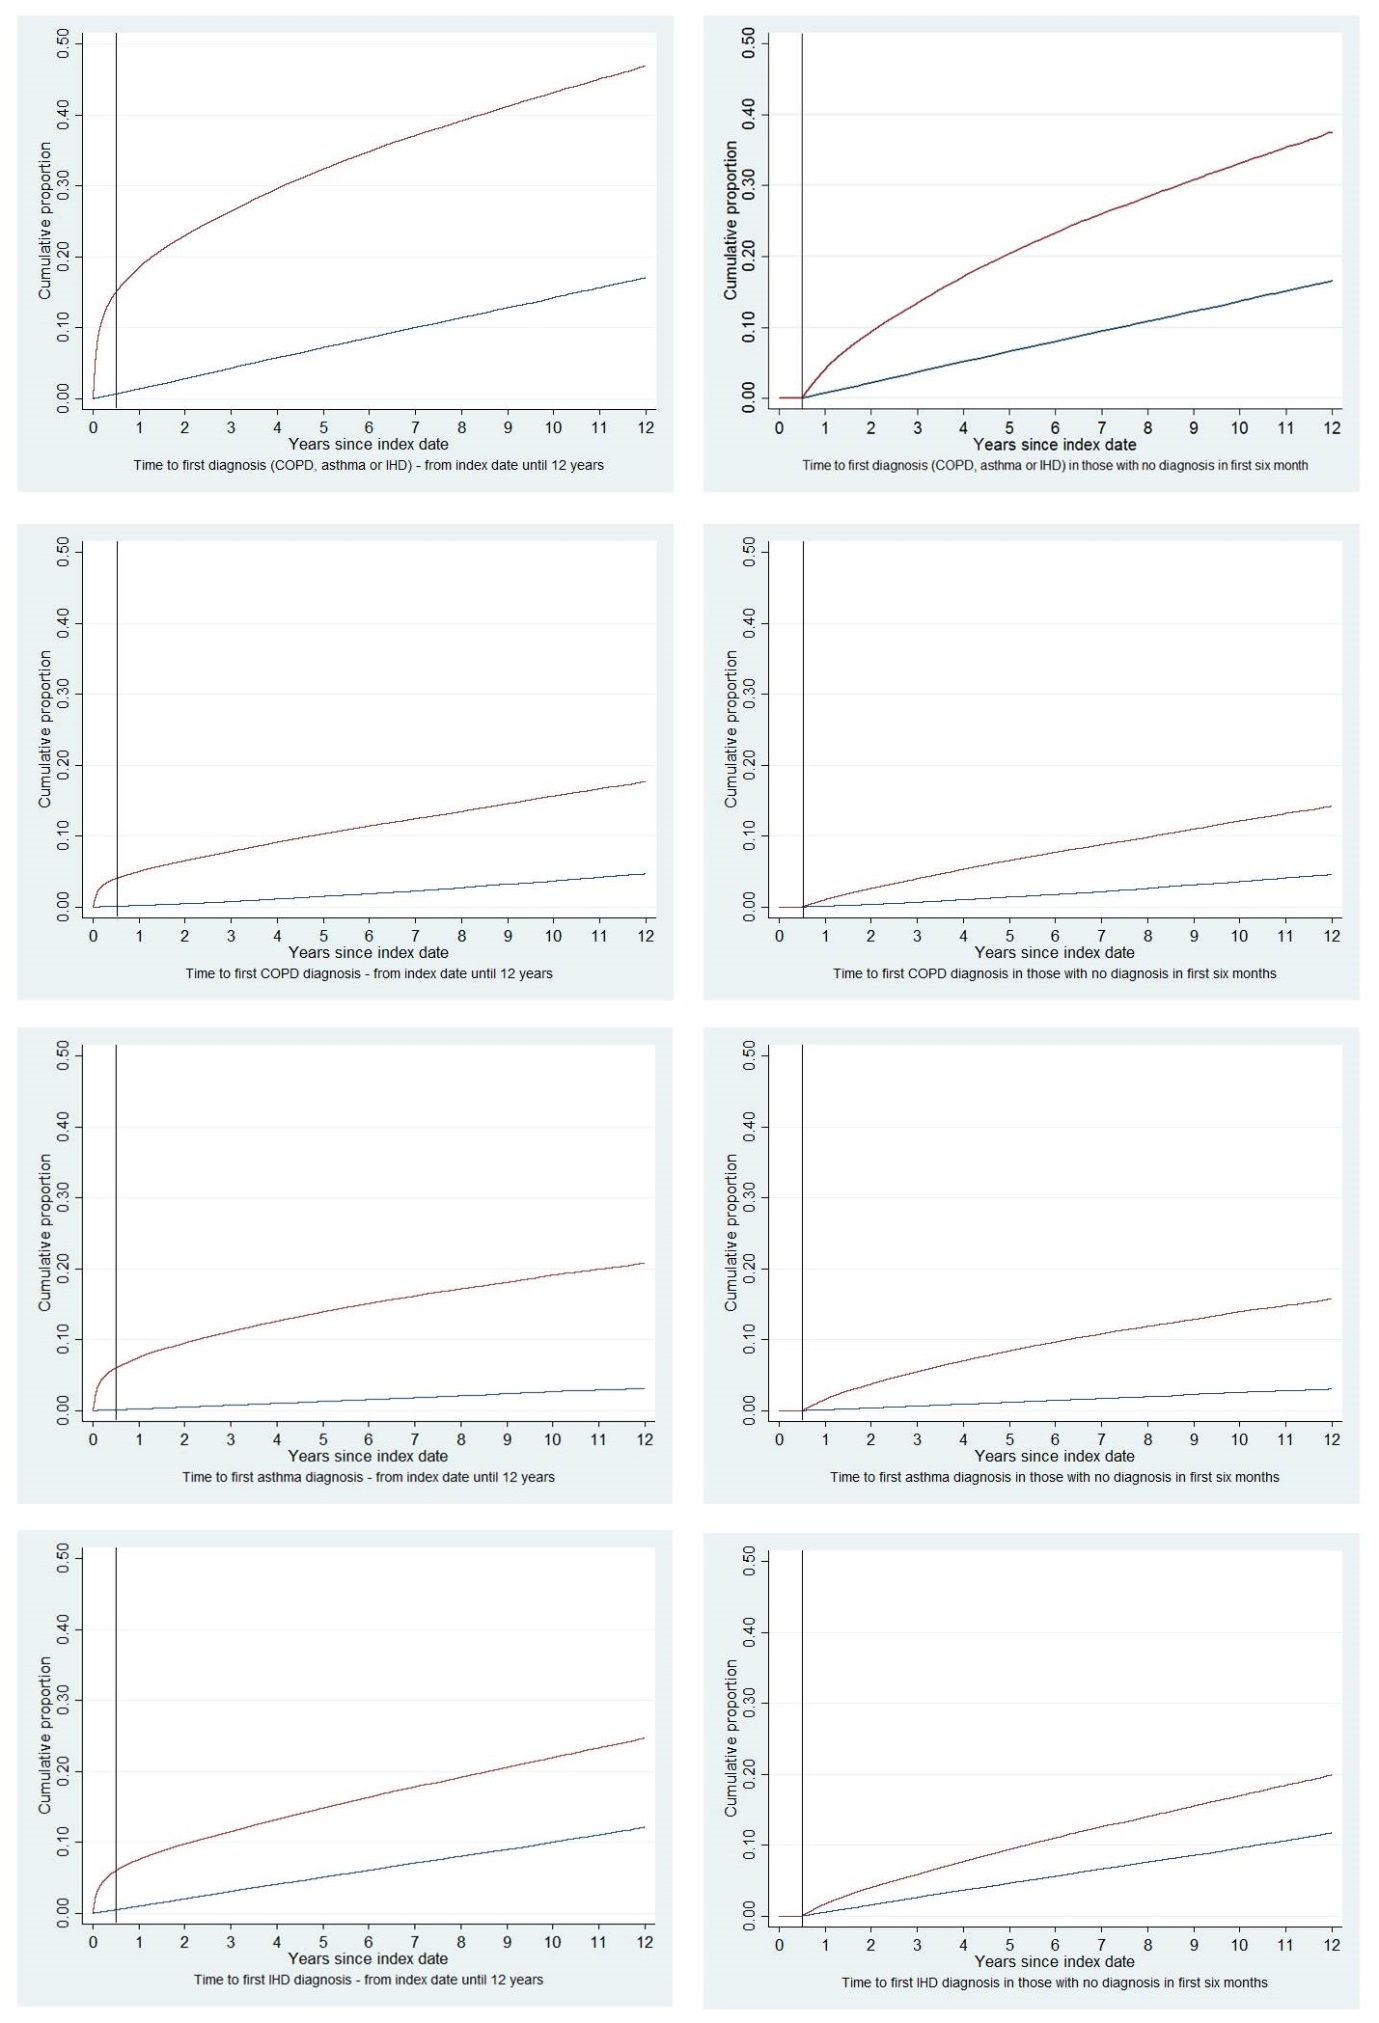 0.50
0.40
0.30
0.20
0.10
0.00
Cumulative proportion
0 1 2 3 4 5 6 7 8 9 10 11 12
Years since index date
Time to first diagnosis (COPD, asthma or IHD) - from index date until 12 years
0.50
0.40
0.30
0.20
0.10
0.00
Cumulative proportion
0 1 2 3 4 5 6 7 8 9 10 11 12
Years since index date
Time to first diagnosis (COPD, asthma or IHD) in those with no diagnosis in first six month
0.50
0.40
0.30
0.20
0.10
0.00
Cumulative proportion
0 1 2 3 4 5 6 7 8 9 10 11 12
Years since index date
Time to first COPD diagnosis - from index date until 12 years
0.50
0.40
0.30
0.20
0.10
0.00
Cumulative proportion
0 1 2 3 4 5 6 7 8 9 10 11 12
Years since index date
Time to first COPD diagnosis in those with no diagnosis in first six months
0.50
0.40
0.30
0.20
0.10
0.00
Cumulative proportion
0 1 2 3 4 5 6 7 8 9 10 11 12
Years since index date
Time to first asthma diagnosis - from index date until 12 years
0.50
0.40
0.30
0.20
0.10
0.00
Cumulative proportion
0 1 2 3 4 5 6 7 8 9 10 11 12
Years since index date
Time to first asthma diagnosis in those with no diagnosis in first six months
0.50
0.40
0.30
0.20
0.10
0.00
Cumulative proportion
0 1 2 3 4 5 6 7 8 9 10 11 12
Years since index date
Time to first IHD diagnosis - from index date until 12 years
0.50
0.40
0.30
0.20
0.10
0.00
Cumulative proportion
0 1 2 3 4 5 6 7 8 9 10 11 12
Years since index date
Time to first IHD diagnosis in those with no diagnosis in first six months